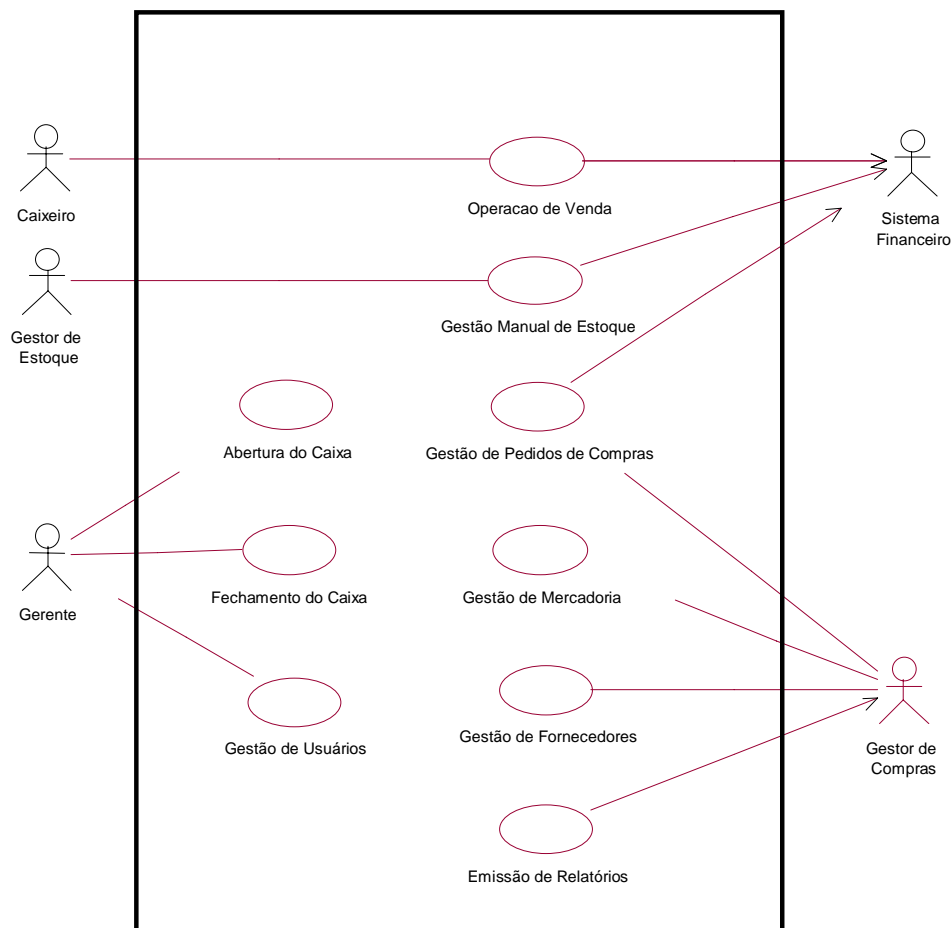 Caixeiro
Operacao de Venda
Sistema
Financeiro
Gestor de
Estoque
Gestão Manual de Estoque
Abertura do Caixa
Gestão de Pedidos de Compras
Gerente
Fechamento do Caixa
Gestão de Mercadoria
Gestão de Usuários
Gestão de Fornecedores
Gestor de
Compras
Emissão de Relatórios